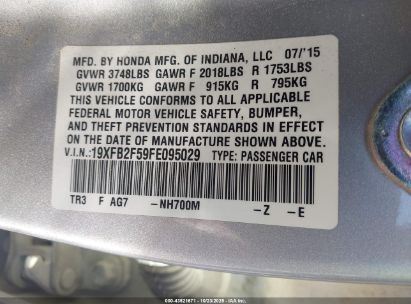 MFD. BY HONDA MFG. OF INDIANA, LLC 07/'15
GVWR 3748LBS GAWR F 2018LBS R 1753LBS
GVWR 1700KG GAWR F 915KG R 795KG
THIS VEHICLE CONFORMS TO ALL APPLICABLE
FEDERAL MOTOR VEHICLE SAFETY, BUMPER,
AND THEFT PREVENTION STANDARDS IN
EFFECT ON THE DATE OF MANUFACTURE SHOWN ABOVE.
V.I.N.:19XFB2F59FE095029 TYPE: PASSENGER CAR
TR3 F AG7 -NH700M -Z -E